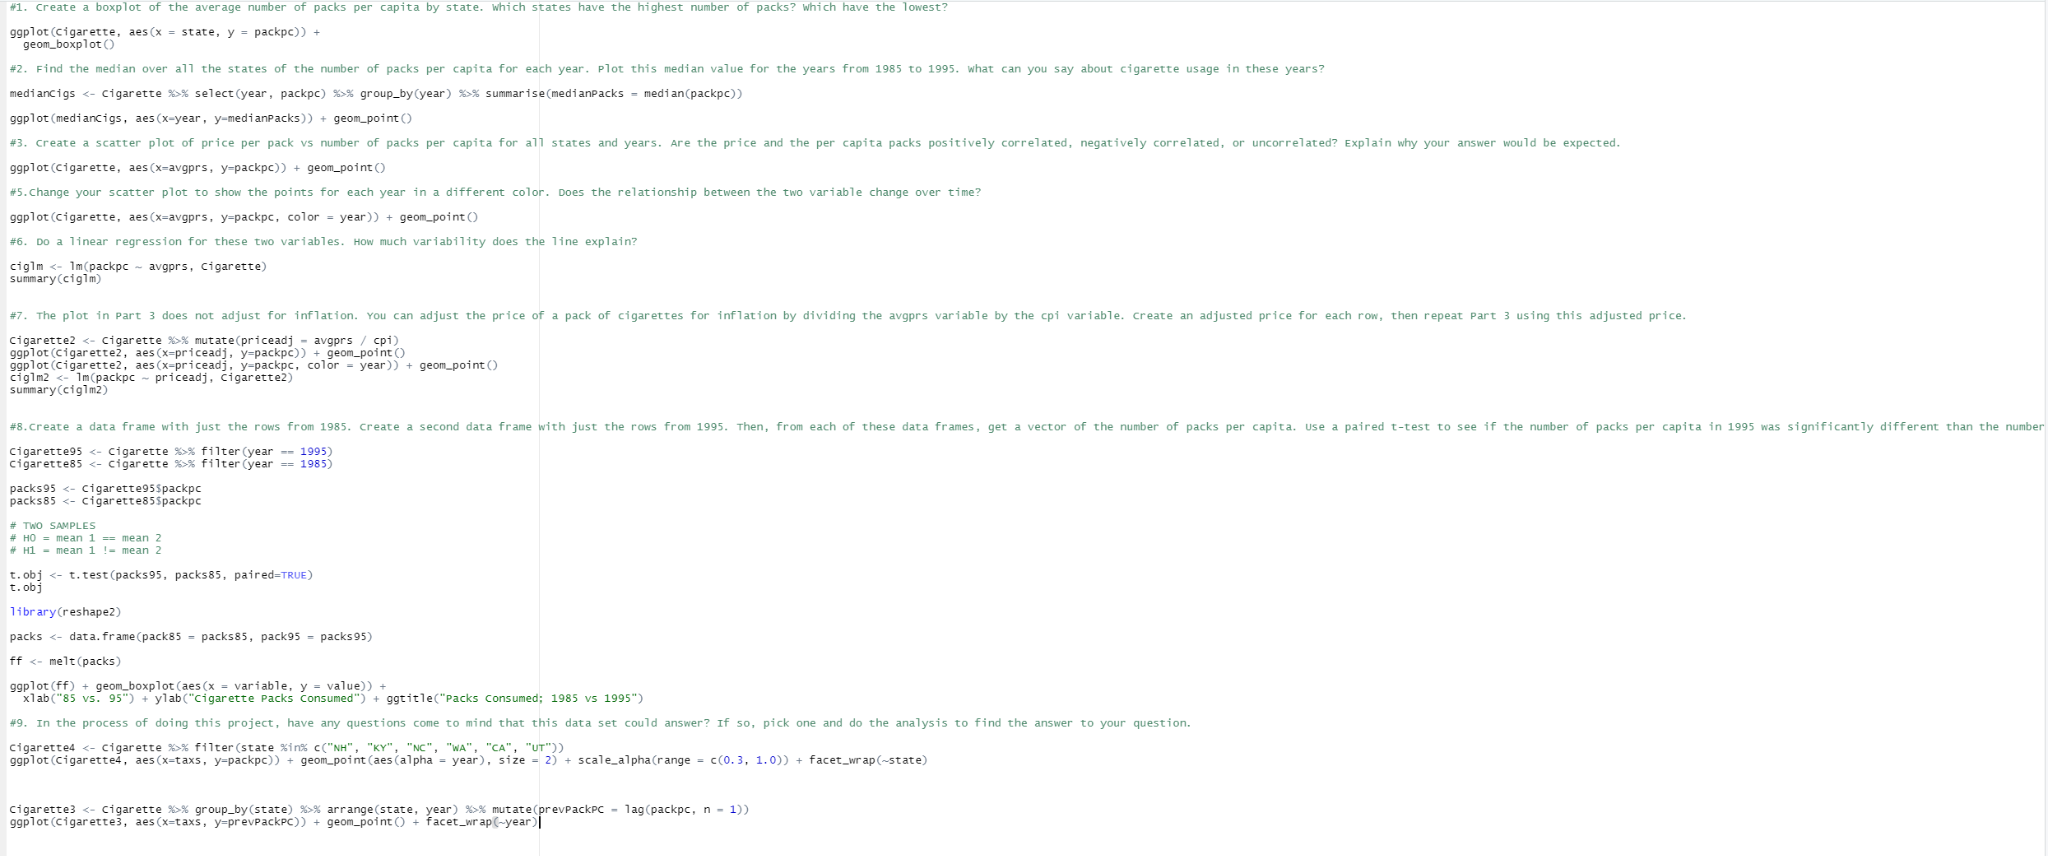 #1. Create a boxplot of the average number of packs per capita by state. Which states have the highest number of packs? Which have the lowest?
ggplot(Cigarette, aes(x = state, y = packpc)) +
  geom_boxplot()
#2. Find the median over all the states of the number of packs per capita for each year. Plot this median value for the years from 1985 to 1995. What can you say about cigarette usage in these years?
medianCigs <- Cigarette %>% select(year, packpc) %>% group_by(year) %>% summarise(medianPacks = median(packpc))
ggplot(medianCigs, aes(x=year, y=medianPacks)) + geom_point()
#3. Create a scatter plot of price per pack vs number of packs per capita for all states and years. Are the price and the per capita packs positively correlated, negatively correlated, or uncorrelated? Explain why your answer would be expected.
ggplot(Cigarette, aes(x=avgprs, y=packpc)) + geom_point()
#5.Change your scatter plot to show the points for each year in a different color. Does the relationship between the two variable change over time?
ggplot(Cigarette, aes(x=avgprs, y=packpc, color = year)) + geom_point()
#6. Do a linear regression for these two variables. How much variability does the line explain?
ciglm <- lm(packpc ~ avgprs, Cigarette)
summary(ciglm)
#7. The plot in Part 3 does not adjust for inflation. You can adjust the price of a pack of cigarettes for inflation by dividing the avgprs variable by the cpi variable. Create an adjusted price for each row, then repeat Part 3 using this adjusted price.
Cigarette2 <- Cigarette %>% mutate(priceadj = avgprs / cpi)
ggplot(Cigarette2, aes(x=priceadj, y=packpc)) + geom_point()
ggplot(Cigarette2, aes(x=priceadj, y=packpc, color = year)) + geom_point()
ciglm2 <- lm(packpc ~ priceadj, Cigarette2)
summary(ciglm2)
#8.Create a data frame with just the rows from 1985. Create a second data frame with just the rows from 1995. Then, from each of these data frames, get a vector of the number of packs per capita. Use a paired t-test to see if the number of packs per capita in 1995 was significantly different than the number
Cigarette95 <- Cigarette %>% filter(year == 1995)
Cigarette85 <- Cigarette %>% filter(year == 1985)
packs95 <- Cigarette95$packpc
packs85 <- Cigarette85$packpc
# TWO SAMPLES
# H0 = mean 1 == mean 2
# H1 = mean 1 != mean 2
t.obj <- t.test(packs95, packs85, paired=TRUE)
t.obj
library(reshape2)
packs <- data.frame(pack85 = packs85, pack95 = packs95)
ff <- melt(packs)
ggplot(ff) + geom_boxplot(aes(x = variable, y = value)) +
  xlab("85 vs. 95") + ylab("Cigarette Packs Consumed") + ggtitle("Packs Consumed; 1985 vs 1995")
#9. In the process of doing this project, have any questions come to mind that this data set could answer? If so, pick one and do the analysis to find the answer to your question.
Cigarette4 <- Cigarette %>% filter(state %in% c("NH", "KY", "NC", "WA", "CA", "UT"))
ggplot(Cigarette4, aes(x=taxs, y=packpc)) + geom_point(aes(alpha = year), size = 2) + scale_alpha(range = c(0.3, 1.0)) + facet_wrap(~state)
Cigarette3 <- Cigarette %>% group_by(state) %>% arrange(state, year) %>% mutate(prevPackPC = lag(packpc, n = 1))
ggplot(Cigarette3, aes(x=taxs, y=prevPackPC)) + geom_point() + facet_wrap(~year)